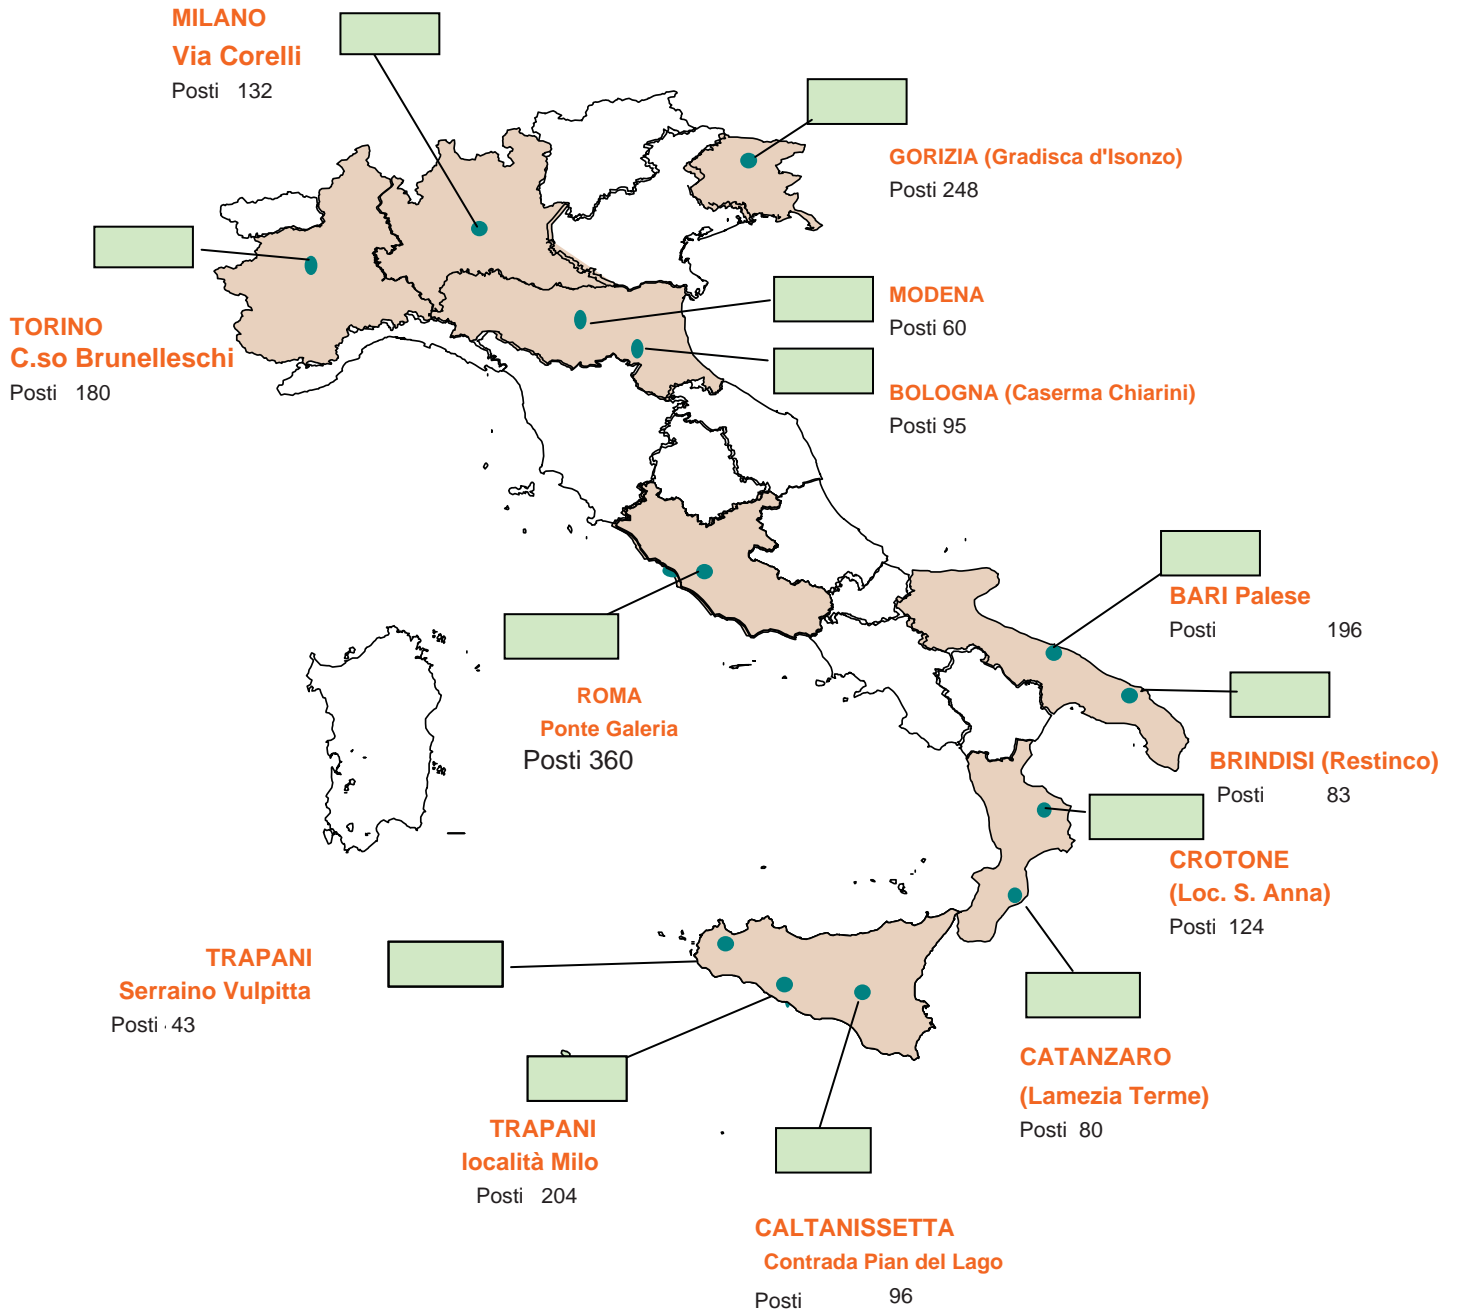 MILANO
Via Corelli
Posti 132
GORIZIA (Gradisca d'Isonzo)
Posti 248
TORINO
C.so Brunelleschi
Posti 180
MODENA
Posti 60
BOLOGNA (Caserma Chiarini)
Posti 95
BARI Palese
Posti 196
ROMA
Ponte Galeria
Posti 360
BRINDISI (Restinco)
Posti 83
CROTONE
(Loc. S. Anna)
Posti 124
TRAPANI
Serraino Vulpitta
Posti 43
CATANZARO
(Lamezia Terme)
Posti 80
TRAPANI
località Milo
Posti 204
CALTANISSETTA
Contrada Pian del Lago
Posti 96